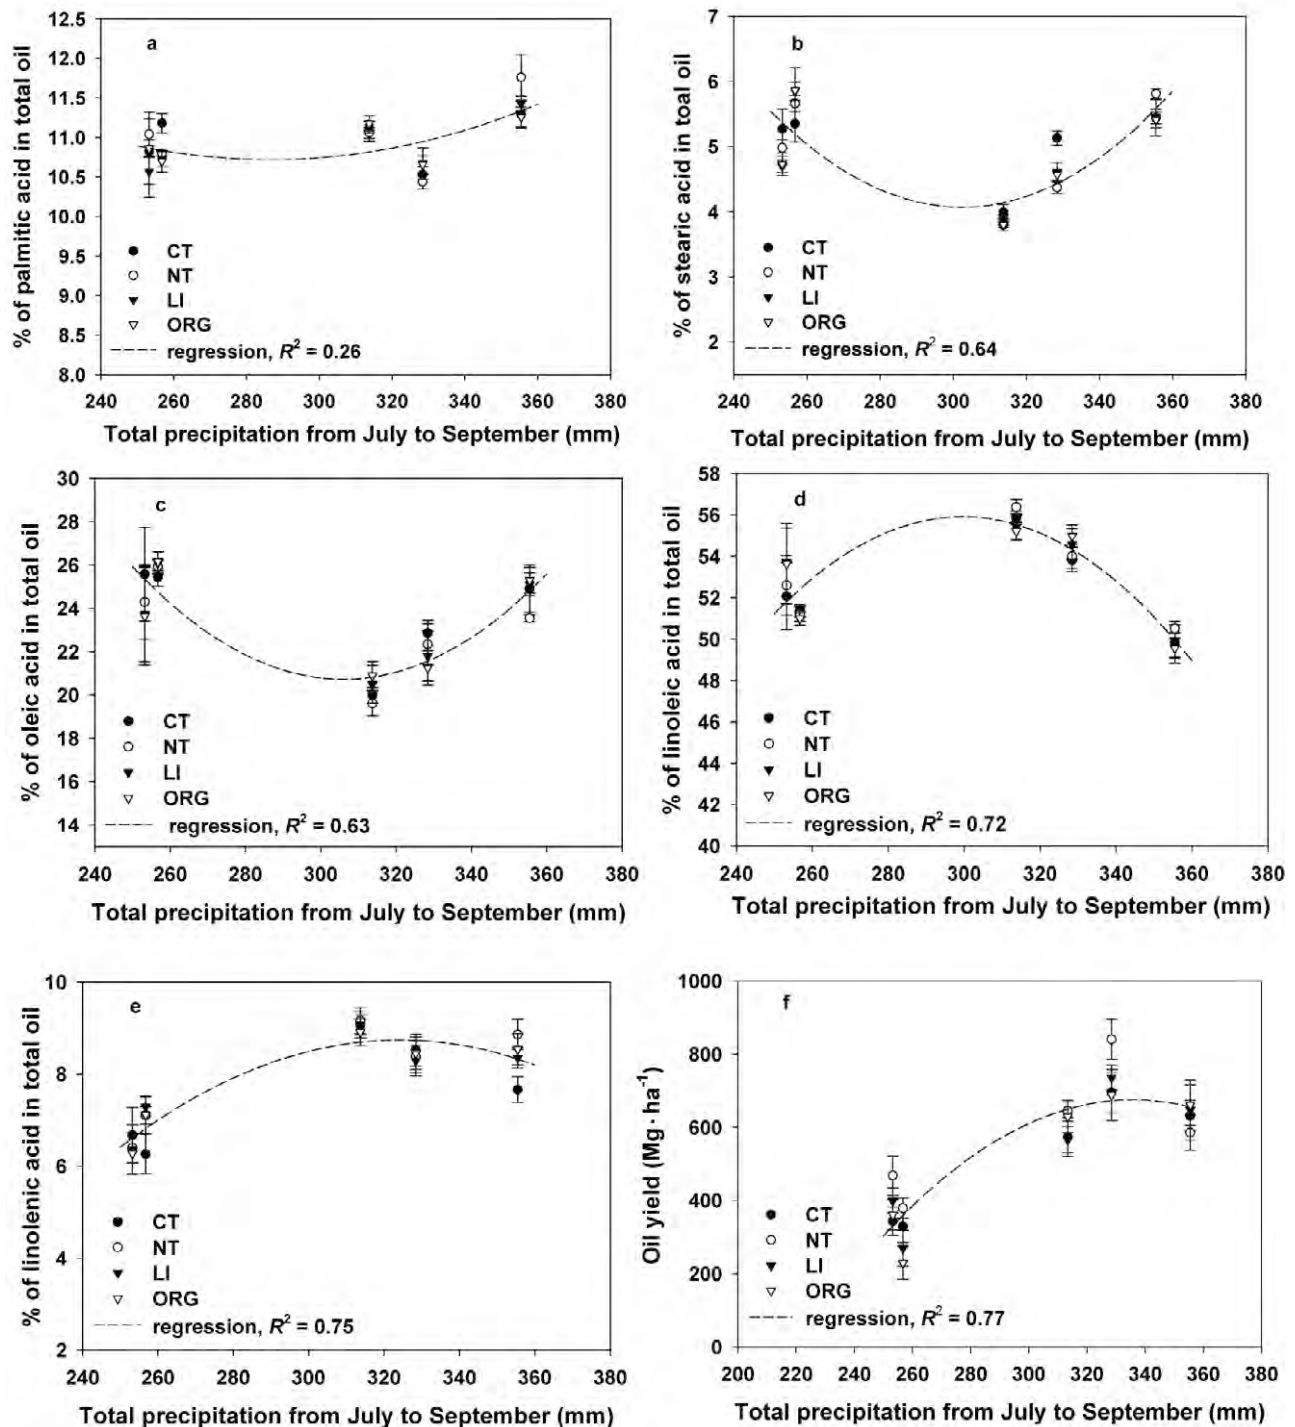 a
% of palmitic acid in total oil
12.5
12.0
11.5
11.0
10.5
10.0
9.5
9.0
8.5
8.0
CT
NT
LI
ORG
regression, R² = 0.26
240 260 280 300 320 340 360 380
Total precipitation from July to September (mm)
b
% of stearic acid in toal oil
7
6
5
4
3
2
CT
NT
LI
ORG
regression, R² = 0.64
240 260 280 300 320 340 360 380
Total precipitation from July to September (mm)
c
% of oleic acid in total oil
30
28
26
24
22
20
18
16
14
CT
NT
LI
ORG
regression, R² = 0.63
240 260 280 300 320 340 360 380
Total precipitation from July to September (mm)
d
% of linoleic acid in total oil
58
56
54
52
50
48
46
44
42
40
CT
NT
LI
ORG
regression, R² = 0.72
240 260 280 300 320 340 360 380
Total precipitation from July to September (mm)
e
% of linolenic acid in total oil
10
8
6
4
2
CT
NT
LI
ORG
regression, R² = 0.75
240 260 280 300 320 340 360 380
Total precipitation from July to September (mm)
f
Oil yield (Mg·ha⁻¹)
1000
800
600
400
200
0
CT
NT
LI
ORG
regression, R² = 0.77
200 220 240 260 280 300 320 340 360 380
Total precipitation from July to September (mm)